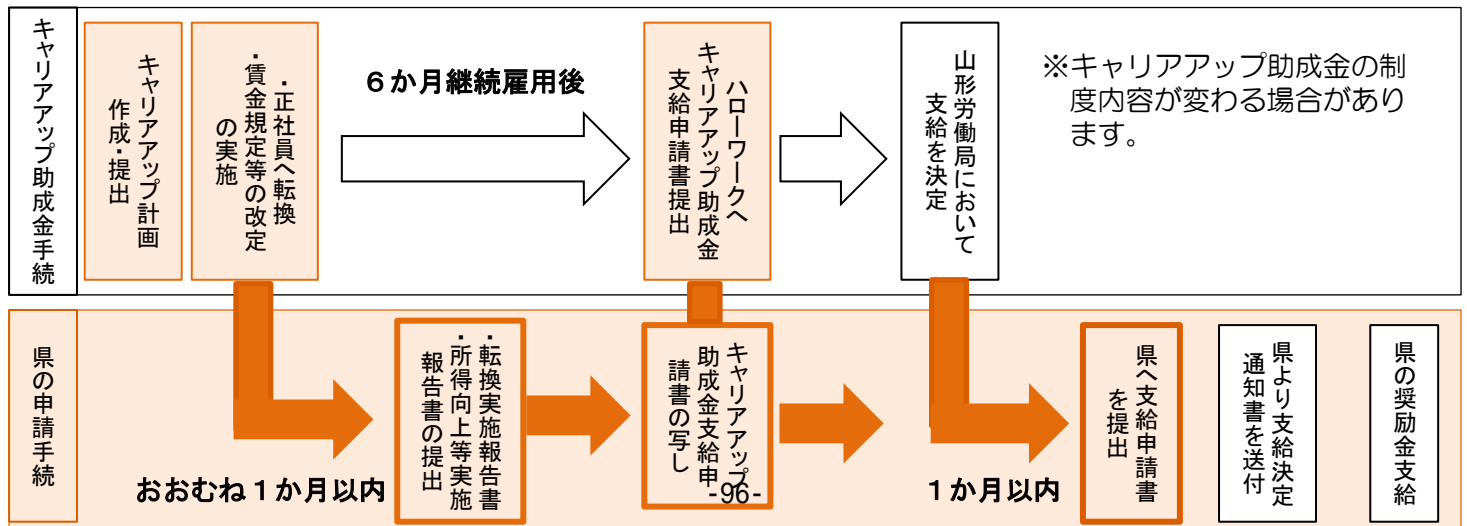 キャリアアップ助成金手続
キャリアアップ計画
作成・提出
・正社員へ転換
・賃金規定等の改定
の実施
６か月継続雇用後
ハローワークへ
キャリアアップ助成金
支給申請書提出
山形労働局において
支給を決定
※キャリアアップ助成金の制
度内容が変わる場合があり
ます。
県の申請手続
おおむね１か月以内
・転換実施報告書
・所得向上等実施
報告書の提出
キャリアアップ
助成金支給申
請書の写し
１か月以内
県へ支給申請書
を提出
県より支給決定
通知書を送付
県の奨励金支給
-96-